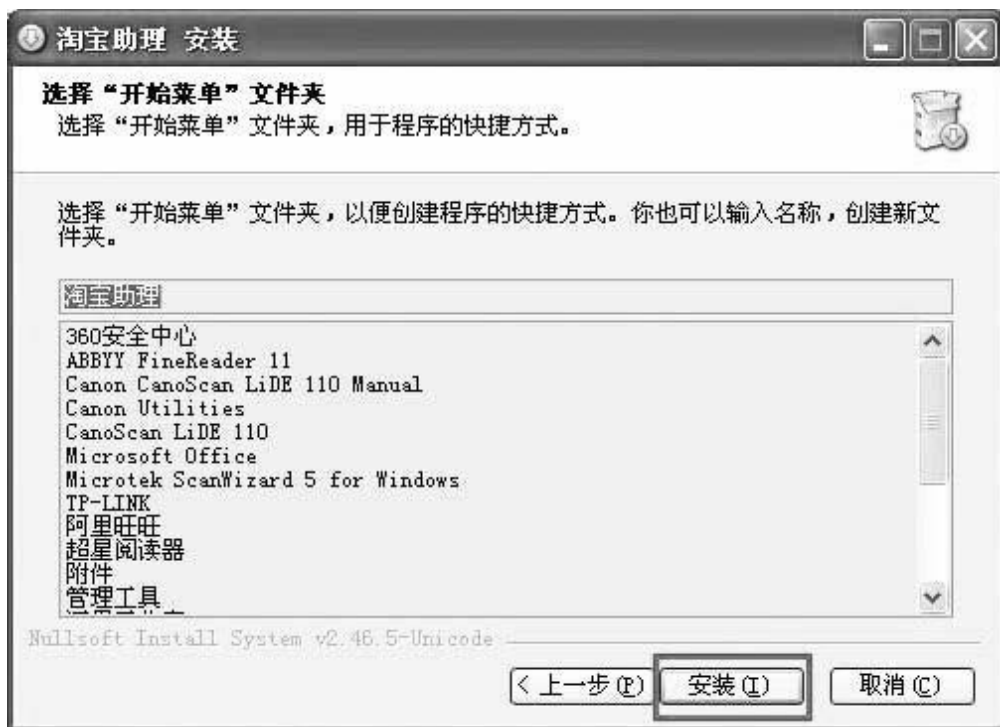 淘宝助理 安装
选择“开始菜单”文件夹
选择“开始菜单”文件夹，用于程序的快捷方式。
选择“开始菜单”文件夹，以便创建程序的快捷方式。你也可以输入名称，创建新文
件夹。
淘宝助理
360安全中心
ABBYY FineReader 11
Canon CanoScan LiDE 110 Manual
Canon Utilities
CanoScan LiDE 110
Microsoft Office
Microtek ScanWizard 5 for Windows
TP-LINK
阿里旺旺
超星阅读器
附件
管理工具
Nullsoft Install System v2.46.5-Unicode
< 上一步(P) 安装(I) 取消(C)